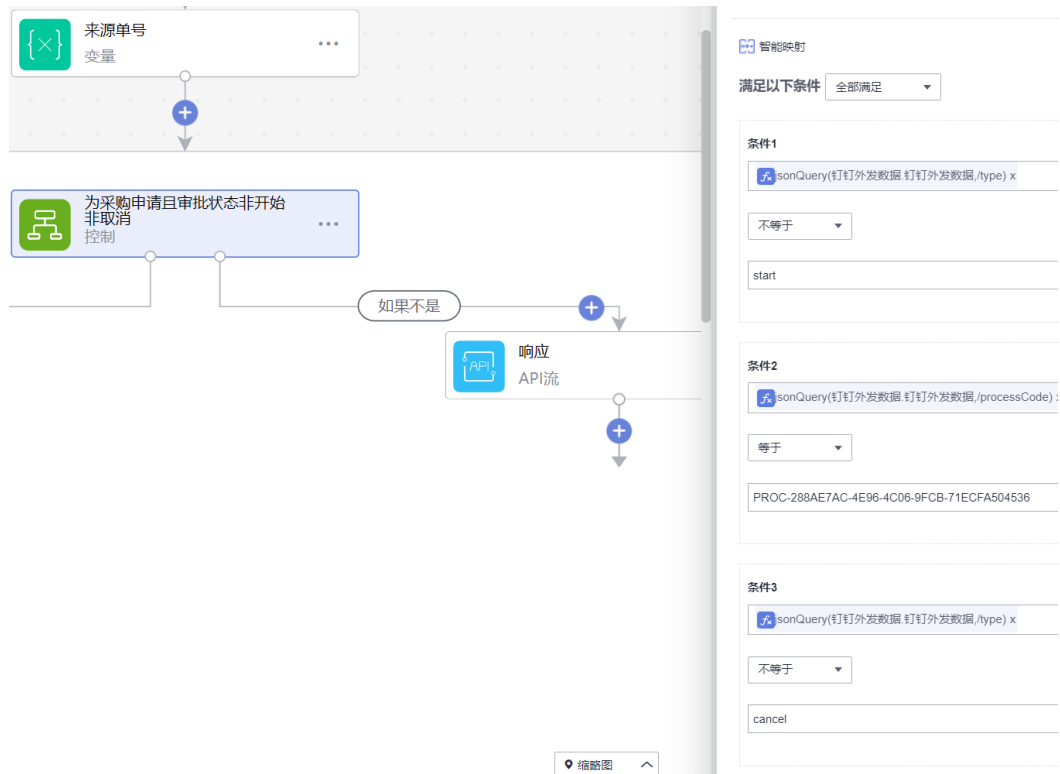 来源单号
变量
为采购申请且审批状态非开始
非取消
控制
如果不是
响应
API
API流
缩略图
智能映射
满足以下条件 全部满足
条件1
fx sonQuery(钉钉外发数据.钉钉外发数据,/type) x
不等于
start
条件2
fx sonQuery(钉钉外发数据.钉钉外发数据,/processCode) x
等于
PROC-288AE7AC-4E96-4C06-9FCB-71ECFA504536
条件3
fx sonQuery(钉钉外发数据.钉钉外发数据,/type) x
不等于
cancel